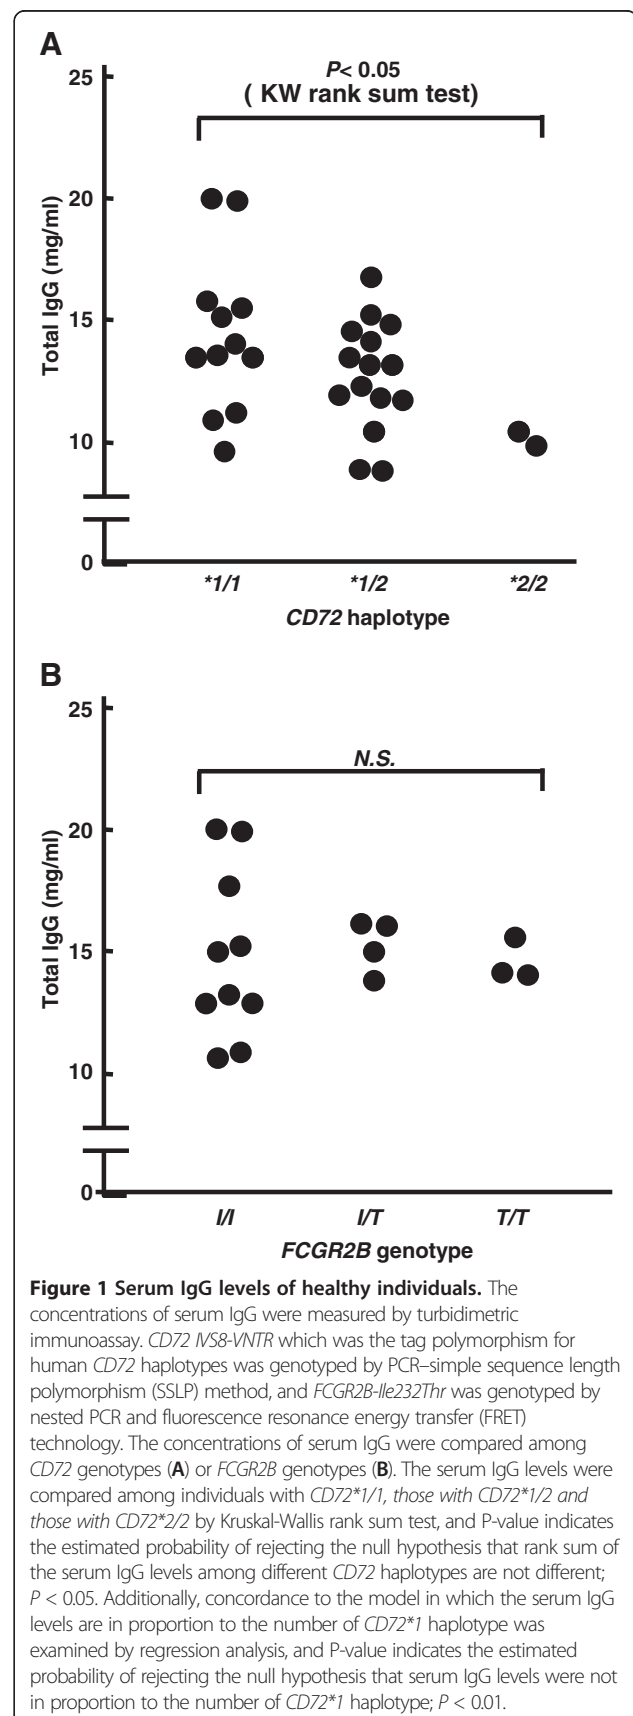 A
P< 0.05
( KW rank sum test)
25
20
15
10
0
Total IgG (mg/ml)
*1/1 *1/2 *2/2
CD72 haplotype
B
N.S.
25
20
15
10
0
Total IgG (mg/ml)
I/I I/T T/T
FCGR2B genotype
Figure 1 Serum IgG levels of healthy individuals. The
concentrations of serum IgG were measured by turbidimetric
immunoassay. CD72 IVS8-VNTR which was the tag polymorphism for
human CD72 haplotypes was genotyped by PCR–simple sequence length
polymorphism (SSLP) method, and FCGR2B-Ile232Thr was genotyped by
nested PCR and fluorescence resonance energy transfer (FRET)
technology. The concentrations of serum IgG were compared among
CD72 genotypes (A) or FCGR2B genotypes (B). The serum IgG levels were
compared among individuals with CD72*1/1, those with CD72*1/2 and
those with CD72*2/2 by Kruskal-Wallis rank sum test, and P-value indicates
the estimated probability of rejecting the null hypothesis that rank sum of
the serum IgG levels among different CD72 haplotypes are not different;
P < 0.05. Additionally, concordance to the model in which the serum IgG
levels are in proportion to the number of CD72*1 haplotype was
examined by regression analysis, and P-value indicates the estimated
probability of rejecting the null hypothesis that serum IgG levels were not
in proportion to the number of CD72*1 haplotype; P < 0.01.